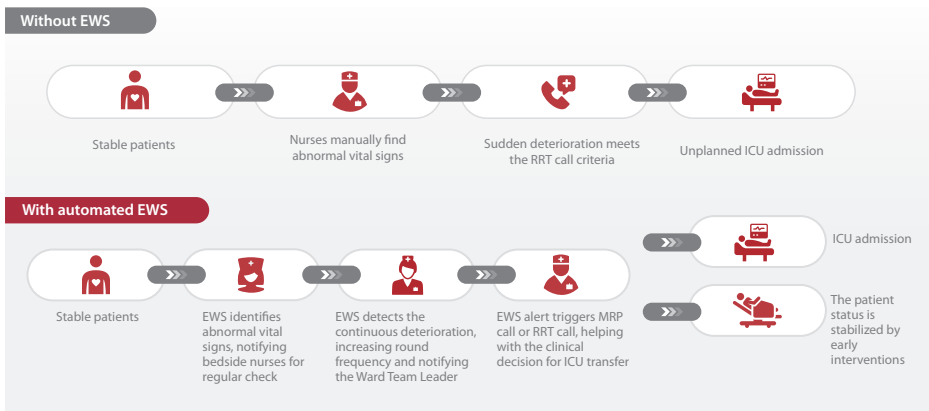 Without EWS
Stable patients
Nurses manually find
abnormal vital signs
Sudden deterioration meets
the RRT call criteria
Unplanned ICU admission
With automated EWS
Stable patients
EWS identifies
abnormal vital
signs, notifying
bedside nurses for
regular check
EWS detects the
continuous deterioration,
increasing round
frequency and notifying
the Ward Team Leader
EWS alert triggers MRP
call or RRT call, helping
with the clinical
decision for ICU transfer
ICU admission
The patient
status is
stabilized by
early
interventions